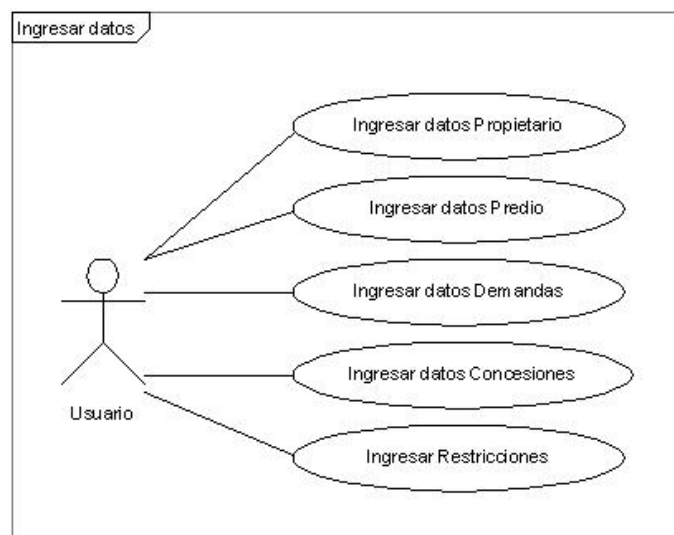 Ingresar datos
Ingresar datos Propietario
Ingresar datos Predio
Ingresar datos Demandas
Ingresar datos Concesiones
Usuario
Ingresar Restricciones